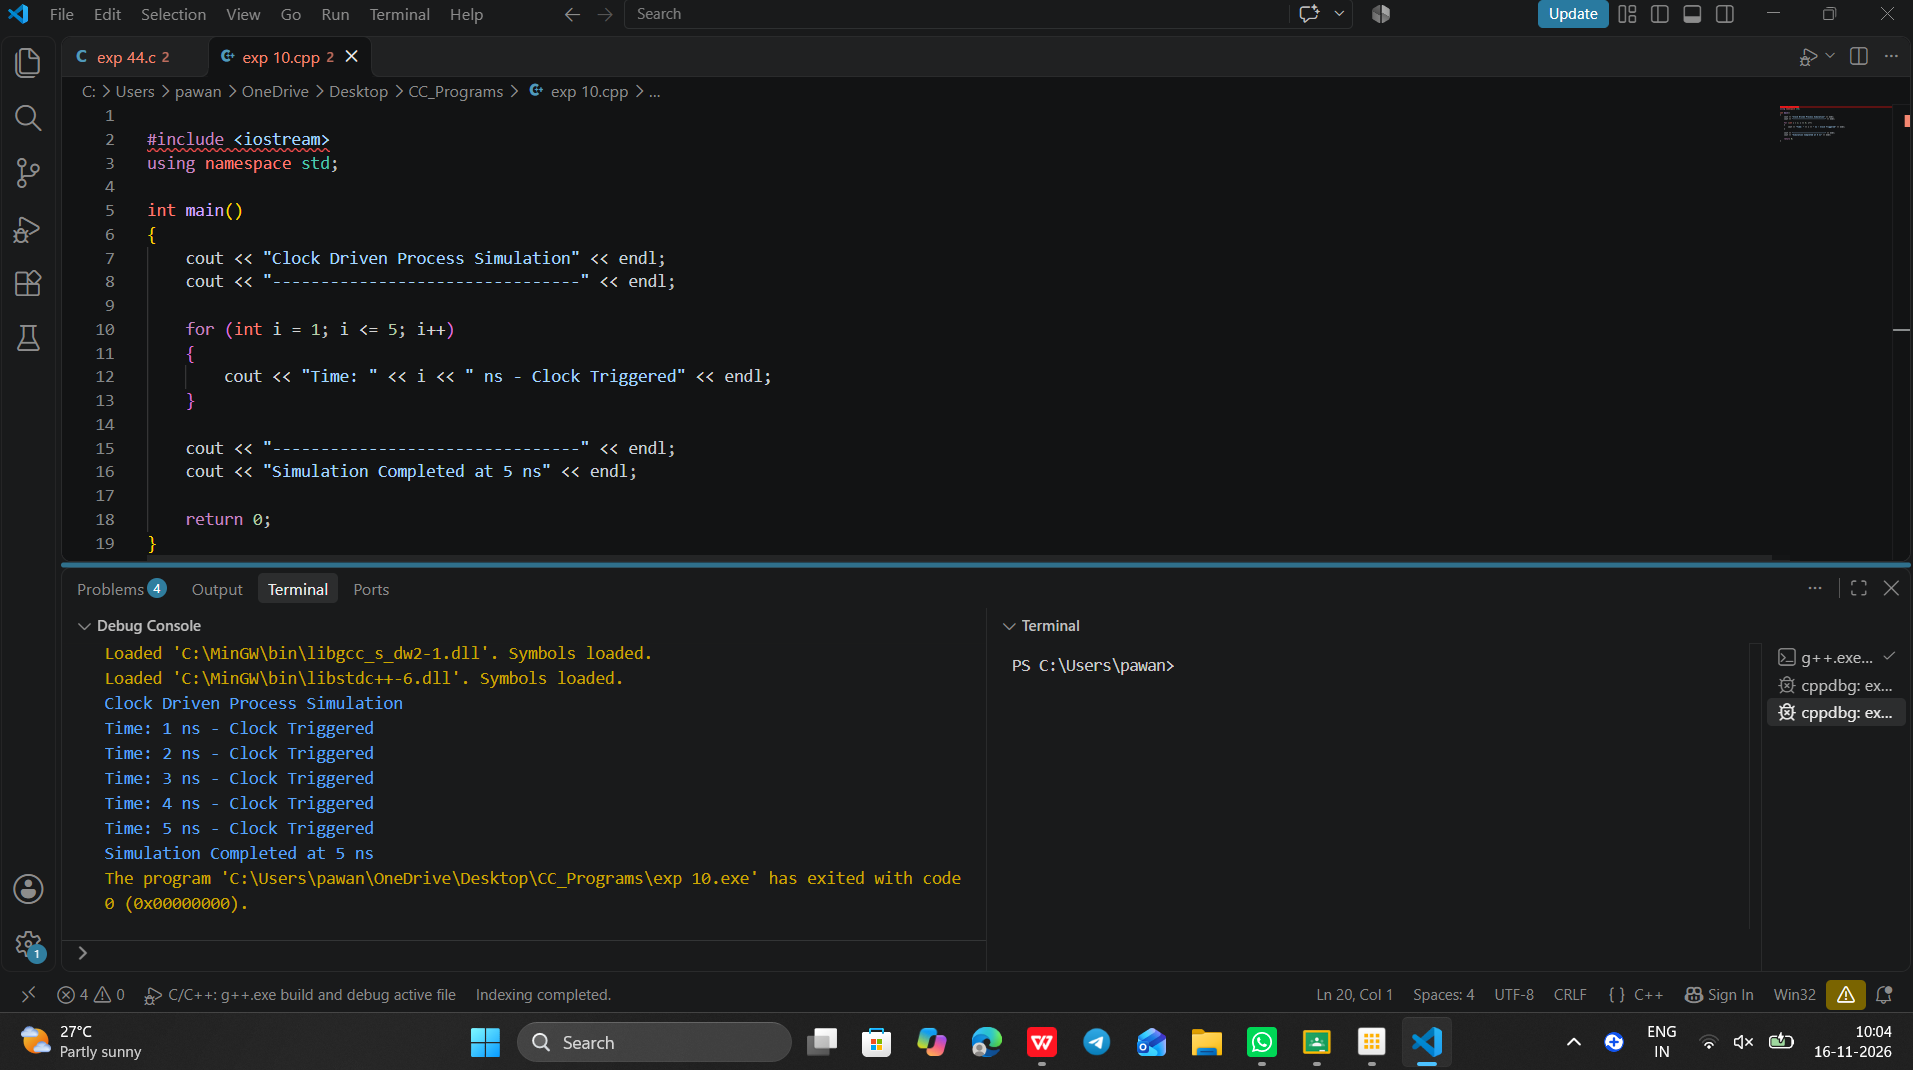 File Edit Selection View Go Run Terminal Help Search Update
exp 44.c 2 exp 10.cpp 2
C: > Users > pawan > OneDrive > Desktop > CC_Programs > exp 10.cpp > ...
1
2 #include <iostream>
3 using namespace std;
4
5 int main()
6 {
7 cout << "Clock Driven Process Simulation" << endl;
8 cout << "--------------------------------" << endl;
9
10 for (int i = 1; i <= 5; i++)
11 {
12 cout << "Time: " << i << " ns - Clock Triggered" << endl;
13 }
14
15 cout << "--------------------------------" << endl;
16 cout << "Simulation Completed at 5 ns" << endl;
17
18 return 0;
19 }
Problems 4 Output Terminal Ports
Debug Console
Loaded 'C:\MinGW\bin\libgcc_s_dw2-1.dll'. Symbols loaded.
Loaded 'C:\MinGW\bin\libstdc++-6.dll'. Symbols loaded.
Clock Driven Process Simulation
Time: 1 ns - Clock Triggered
Time: 2 ns - Clock Triggered
Time: 3 ns - Clock Triggered
Time: 4 ns - Clock Triggered
Time: 5 ns - Clock Triggered
Simulation Completed at 5 ns
The program 'C:\Users\pawan\OneDrive\Desktop\CC_Programs\exp 10.exe' has exited with code
0 (0x00000000).
>
Terminal
PS C:\Users\pawan>
g++.exe...
cppdbg: ex...
cppdbg: ex...
1
4 0 C/C++: g++.exe build and debug active file Indexing completed. Ln 20, Col 1 Spaces: 4 UTF-8 CRLF { } C++ Sign In Win32
27°C
Partly sunny
Search
ENG
IN
10:04
16-11-2026